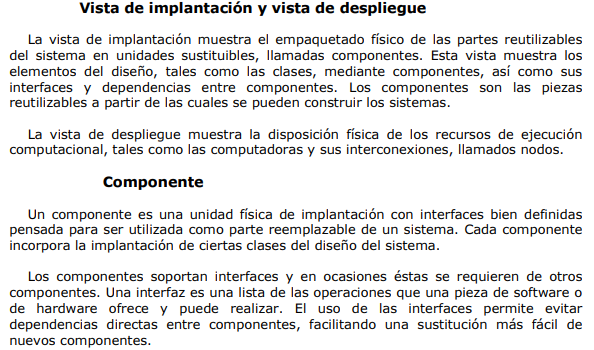 Vista de implantación y vista de despliegue
La vista de implantación muestra el empaquetado físico de las partes reutilizables
del sistema en unidades sustituibles, llamadas componentes. Esta vista muestra los
elementos del diseño, tales como las clases, mediante componentes, así como sus
interfaces y dependencias entre componentes. Los componentes son las piezas
reutilizables a partir de las cuales se pueden construir los sistemas.
La vista de despliegue muestra la disposición física de los recursos de ejecución
computacional, tales como las computadoras y sus interconexiones, llamados nodos.
Componente
Un componente es una unidad física de implantación con interfaces bien definidas
pensada para ser utilizada como parte reemplazable de un sistema. Cada componente
incorpora la implantación de ciertas clases del diseño del sistema.
Los componentes soportan interfaces y en ocasiones éstas se requieren de otros
componentes. Una interfaz es una lista de las operaciones que una pieza de software o
de hardware ofrece y puede realizar. El uso de las interfaces permite evitar
dependencias directas entre componentes, facilitando una sustitución más fácil de
nuevos componentes.